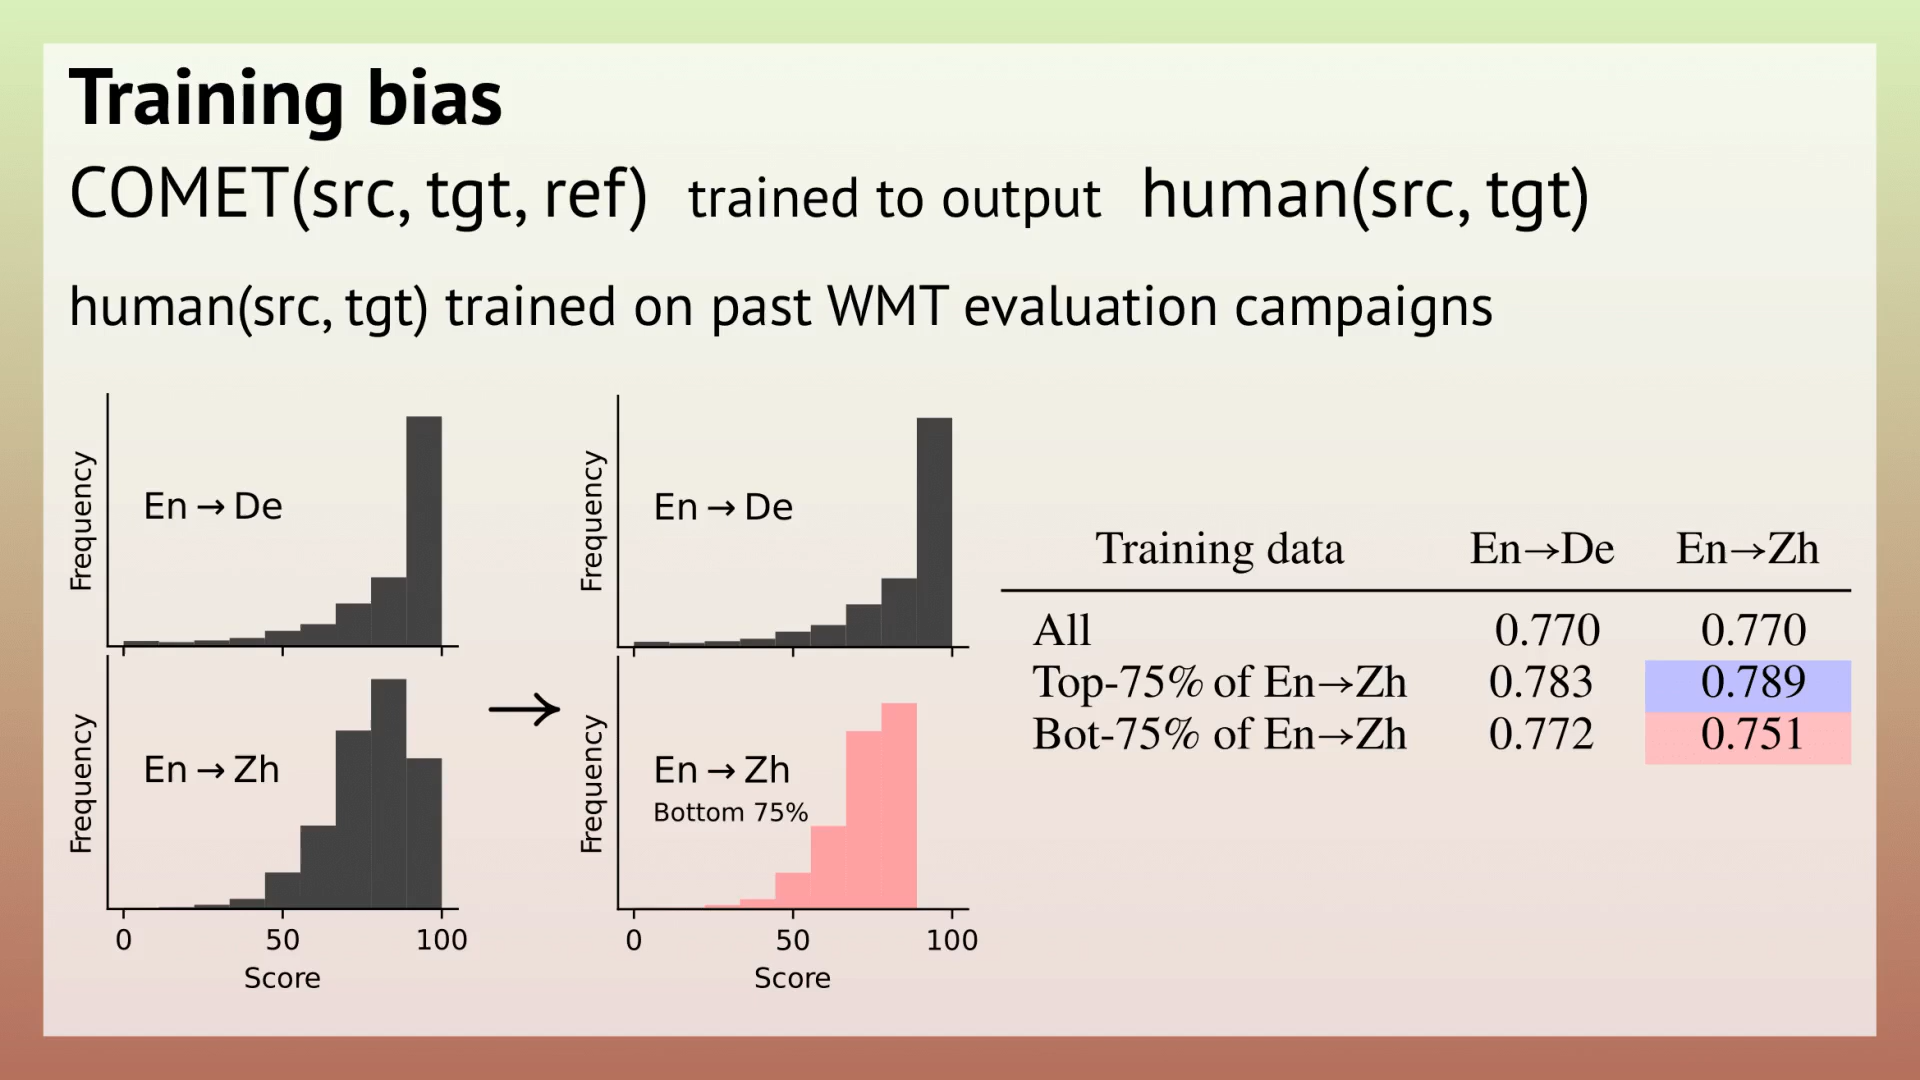 Training bias
COMET(src, tgt, ref) trained to output human(src, tgt)
human(src, tgt) trained on past WMT evaluation campaigns
Frequency
En → De
Frequency
En → De
Frequency
En → Zh
0 50 100
Score
→
Frequency
En → Zh
Bottom 75%
0 50 100
Score
Training data En→De En→Zh
All 0.770 0.770
Top-75% of En→Zh 0.783 0.789
Bot-75% of En→Zh 0.772 0.751